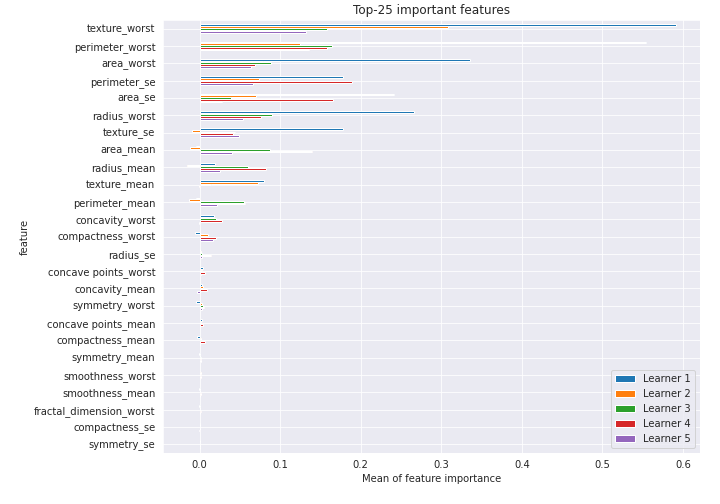 Top-25 important features
texture_worst
perimeter_worst
area_worst
perimeter_se
area_se
radius_worst
texture_se
area_mean
radius_mean
texture_mean
perimeter_mean
concavity_worst
compactness_worst
radius_se
concave points_worst
concavity_mean
symmetry_worst
concave points_mean
compactness_mean
symmetry_mean
smoothness_worst
smoothness_mean
fractal_dimension_worst
compactness_se
symmetry_se
feature
Learner 1
Learner 2
Learner 3
Learner 4
Learner 5
0.0 0.1 0.2 0.3 0.4 0.5 0.6
Mean of feature importance